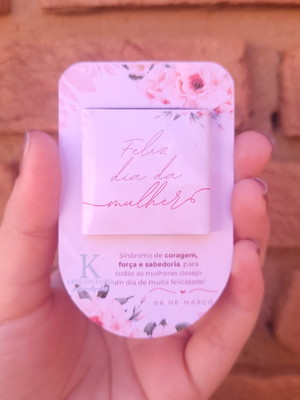 Feliz
dia da
mulher
Sinônimo de coragem,
força e sabedoria, para
todas as mulheres desejo
um dia de muita felicidade!
K
08 DE MARÇO